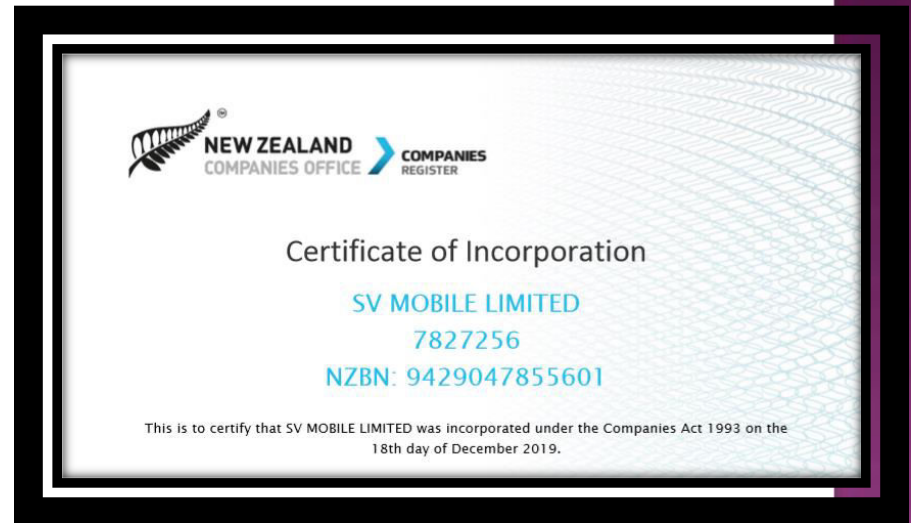 NEW ZEALAND
COMPANIES OFFICE
COMPANIES
REGISTER
Certificate of Incorporation
SV MOBILE LIMITED
7827256
NZBN: 9429047855601
This is to certify that SV MOBILE LIMITED was incorporated under the Companies Act 1993 on the
18th day of December 2019.